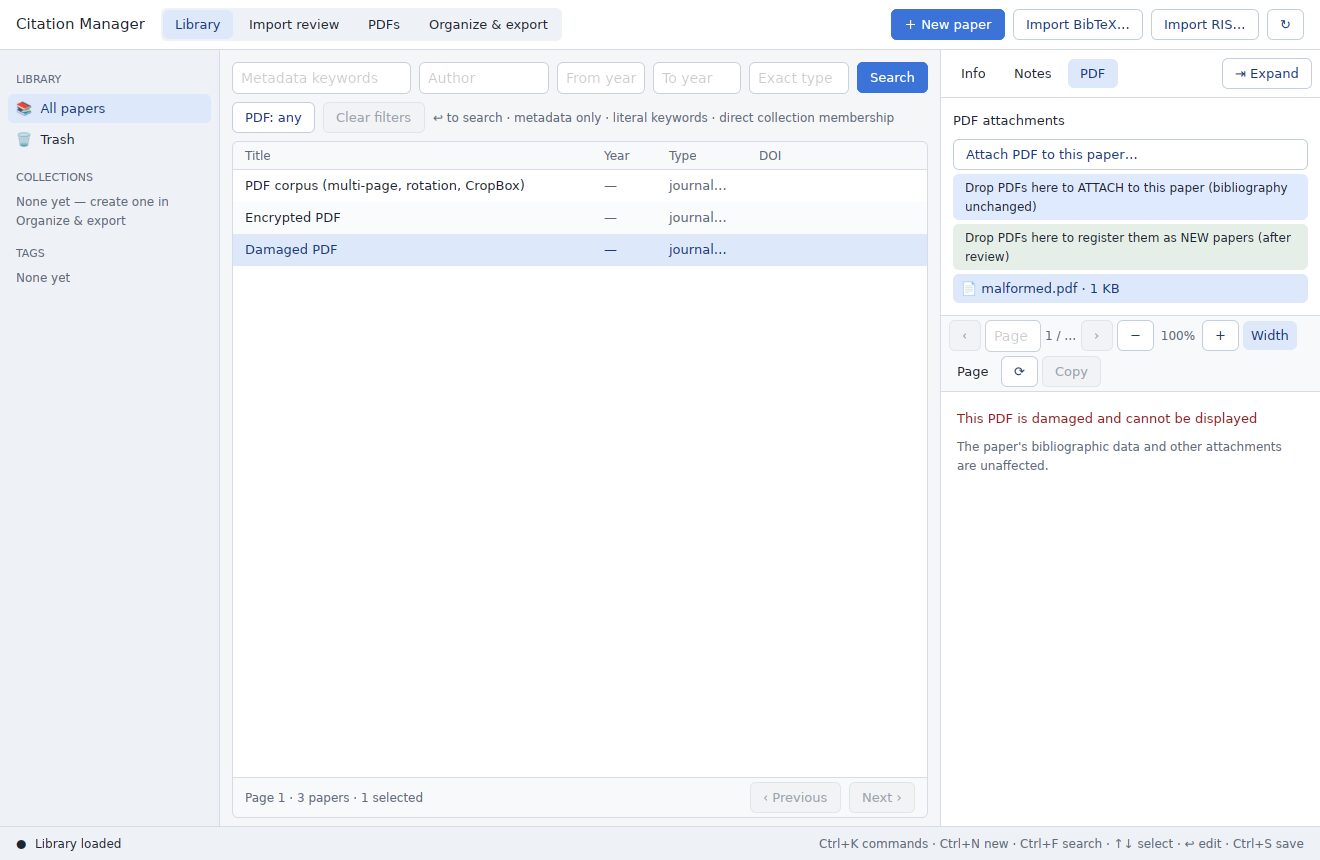 Citation Manager
Library
Import review
PDFs
Organize & export
+ New paper
Import BibTeX...
Import RIS...
↻
LIBRARY
All papers
Trash
COLLECTIONS
None yet — create one in
Organize & export
TAGS
None yet
Metadata keywords
Author
From year
To year
Exact type
Search
PDF: any
Clear filters
↩ to search · metadata only · literal keywords · direct collection membership
Title Year Type DOI
PDF corpus (multi-page, rotation, CropBox) — journal...
Encrypted PDF — journal...
Damaged PDF — journal...
Page 1 · 3 papers · 1 selected
‹ Previous
Next ›
Info
Notes
PDF
⇥ Expand
PDF attachments
Attach PDF to this paper...
Drop PDFs here to ATTACH to this paper (bibliography
unchanged)
Drop PDFs here to register them as NEW papers (after
review)
malformed.pdf · 1 KB
‹ Page 1 / ... › − 100% + Width
Page ⟳ Copy
This PDF is damaged and cannot be displayed
The paper's bibliographic data and other attachments
are unaffected.
● Library loaded
Ctrl+K commands · Ctrl+N new · Ctrl+F search · ↑↓ select · ↩ edit · Ctrl+S save